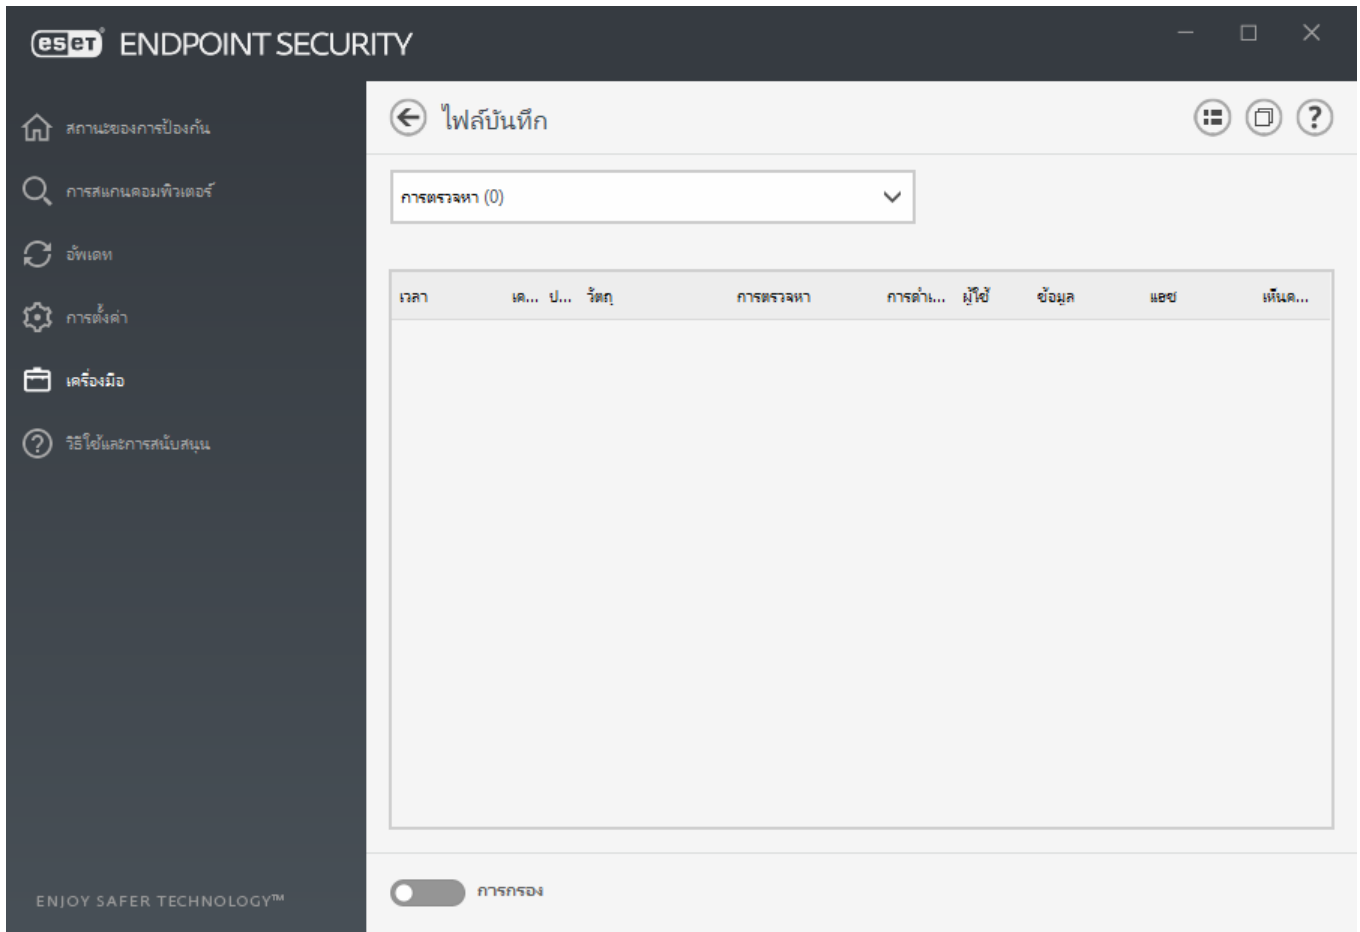 eset ENDPOINT SECURITY
สถานะของการป้องกัน
การสแกนคอมพิวเตอร์
อัพเดท
การตั้งค่า
เครื่องมือ
วิธีใช้และการสนับสนุน
ENJOY SAFER TECHNOLOGY™
ไฟล์บันทึก
การตรวจหา (0)
เวลา เค... ป... วัตถุ การตรวจหา การดำเ... ผู้ใช้ ข้อมูล แฮช เห็นค...
การกรอง